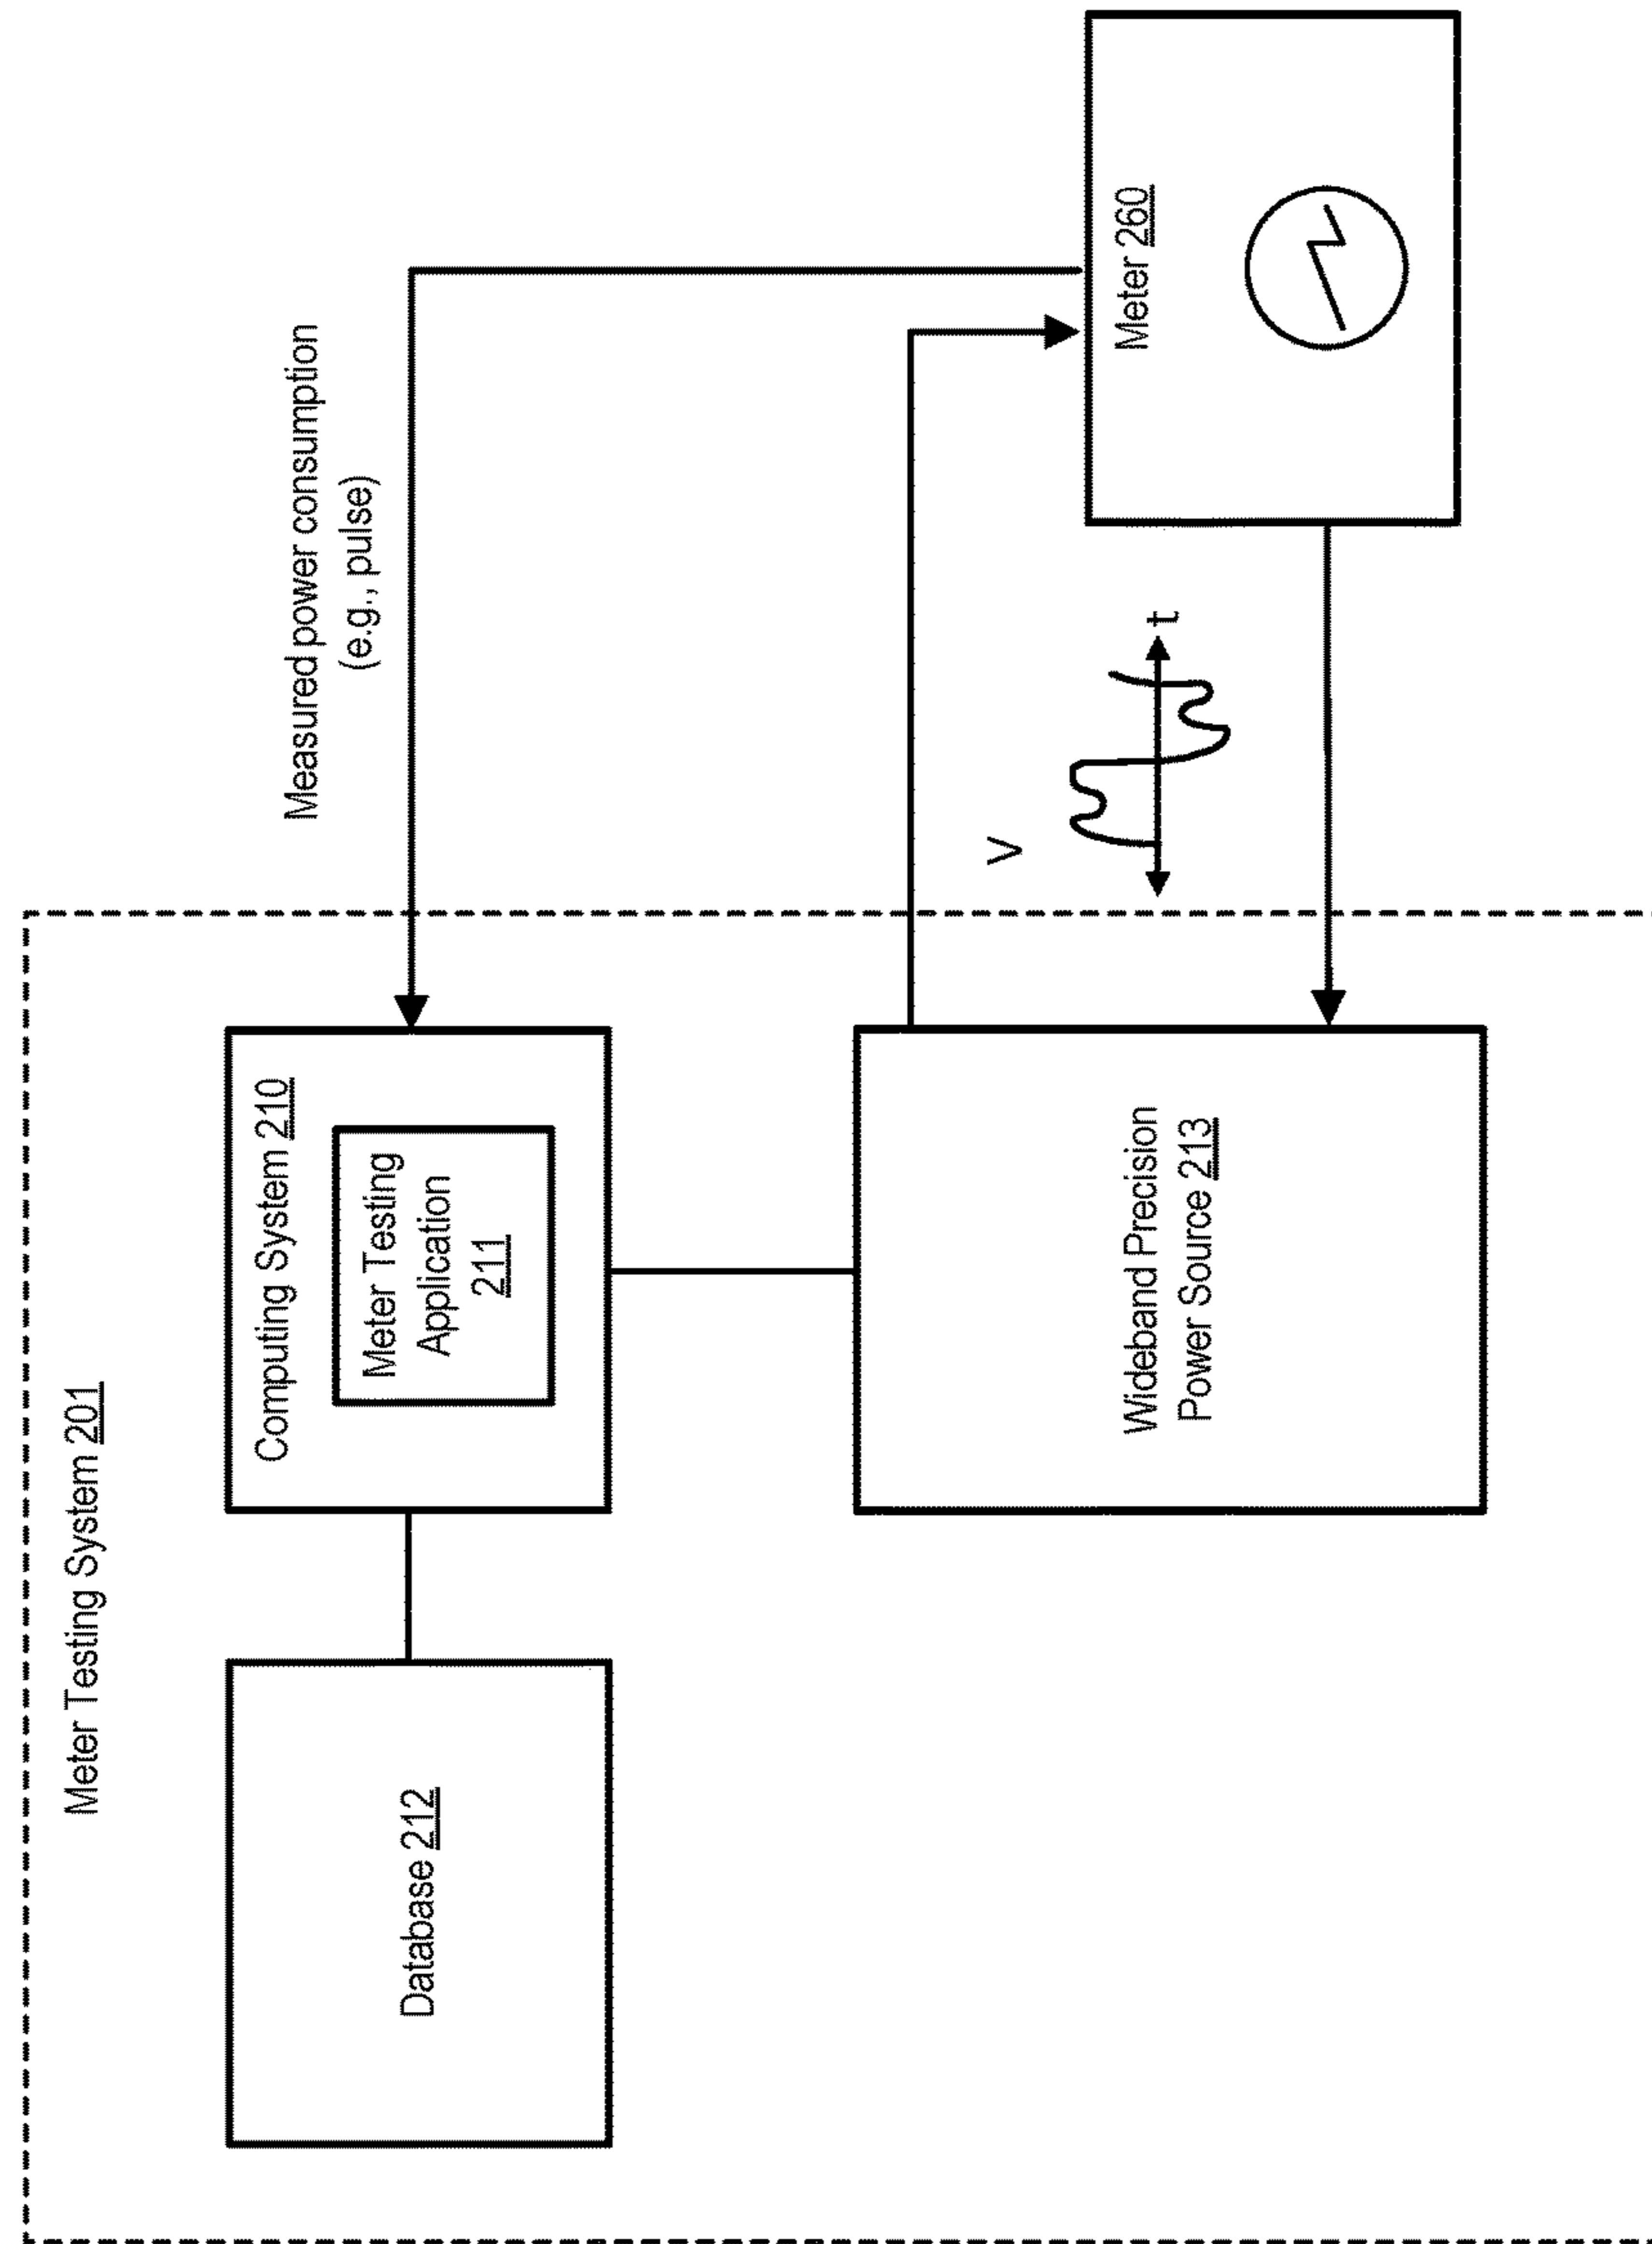 Meter Testing System 201
Database 212
Computing System 210
Meter Testing
Application
211
Measured power consumption
(e.g., pulse)
Wideband Precision
Power Source 213
V
t
Meter 260